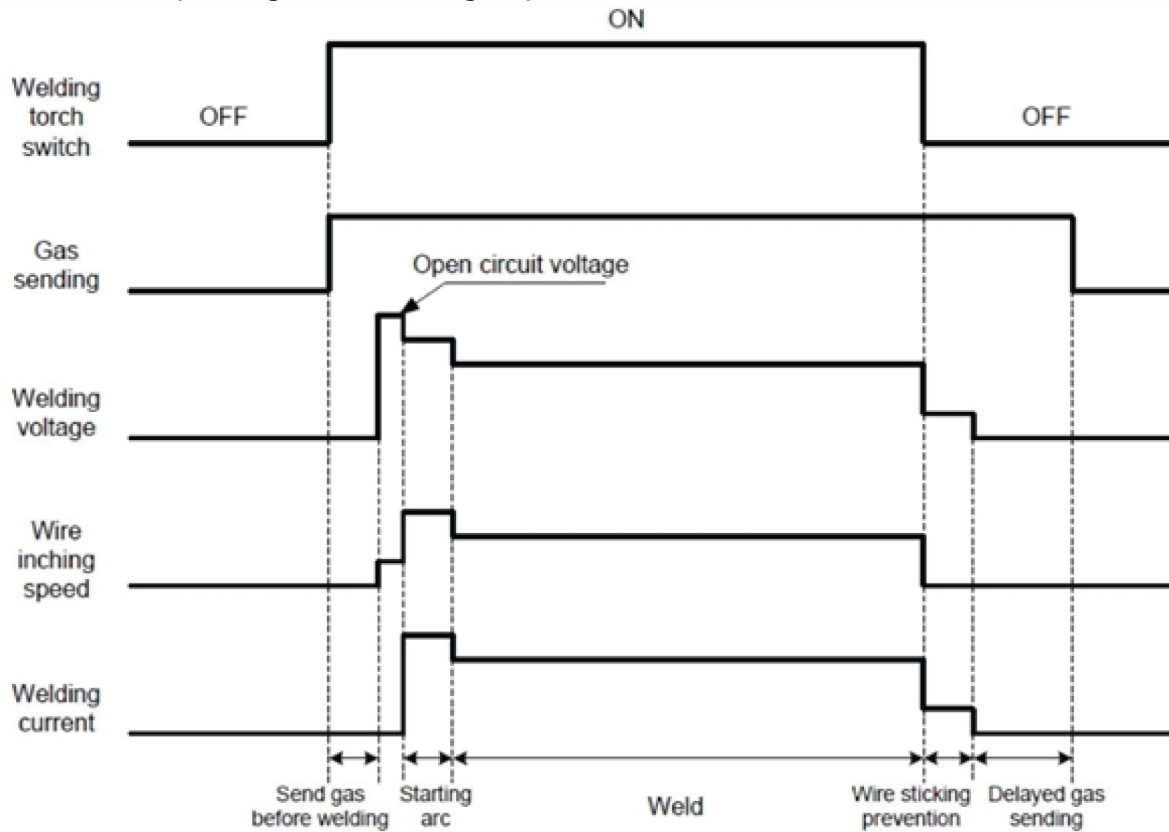 ON
Welding
torch
switch
OFF
OFF
Gas
sending
Open circuit voltage
Welding
voltage
Wire
inching
speed
Welding
current
Send gas
before welding
Starting
arc
Weld
Wire sticking
prevention
Delayed gas
sending